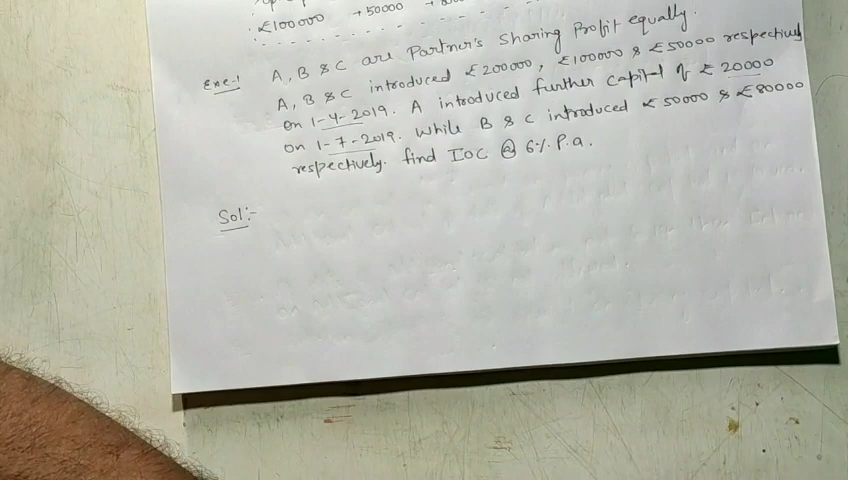 ₹100000 + 50000
Exe:1 A, B & C are Partner's Sharing Profit equally.
A, B & C introduced ₹200000, ₹100000 & ₹50000 respectively
on 1-4-2019. A introduced further capital of ₹20000
on 1-7-2019. While B & C introduced ₹50000 & ₹80000
respectively. find IOC @ 6% P.a.
Sol:-